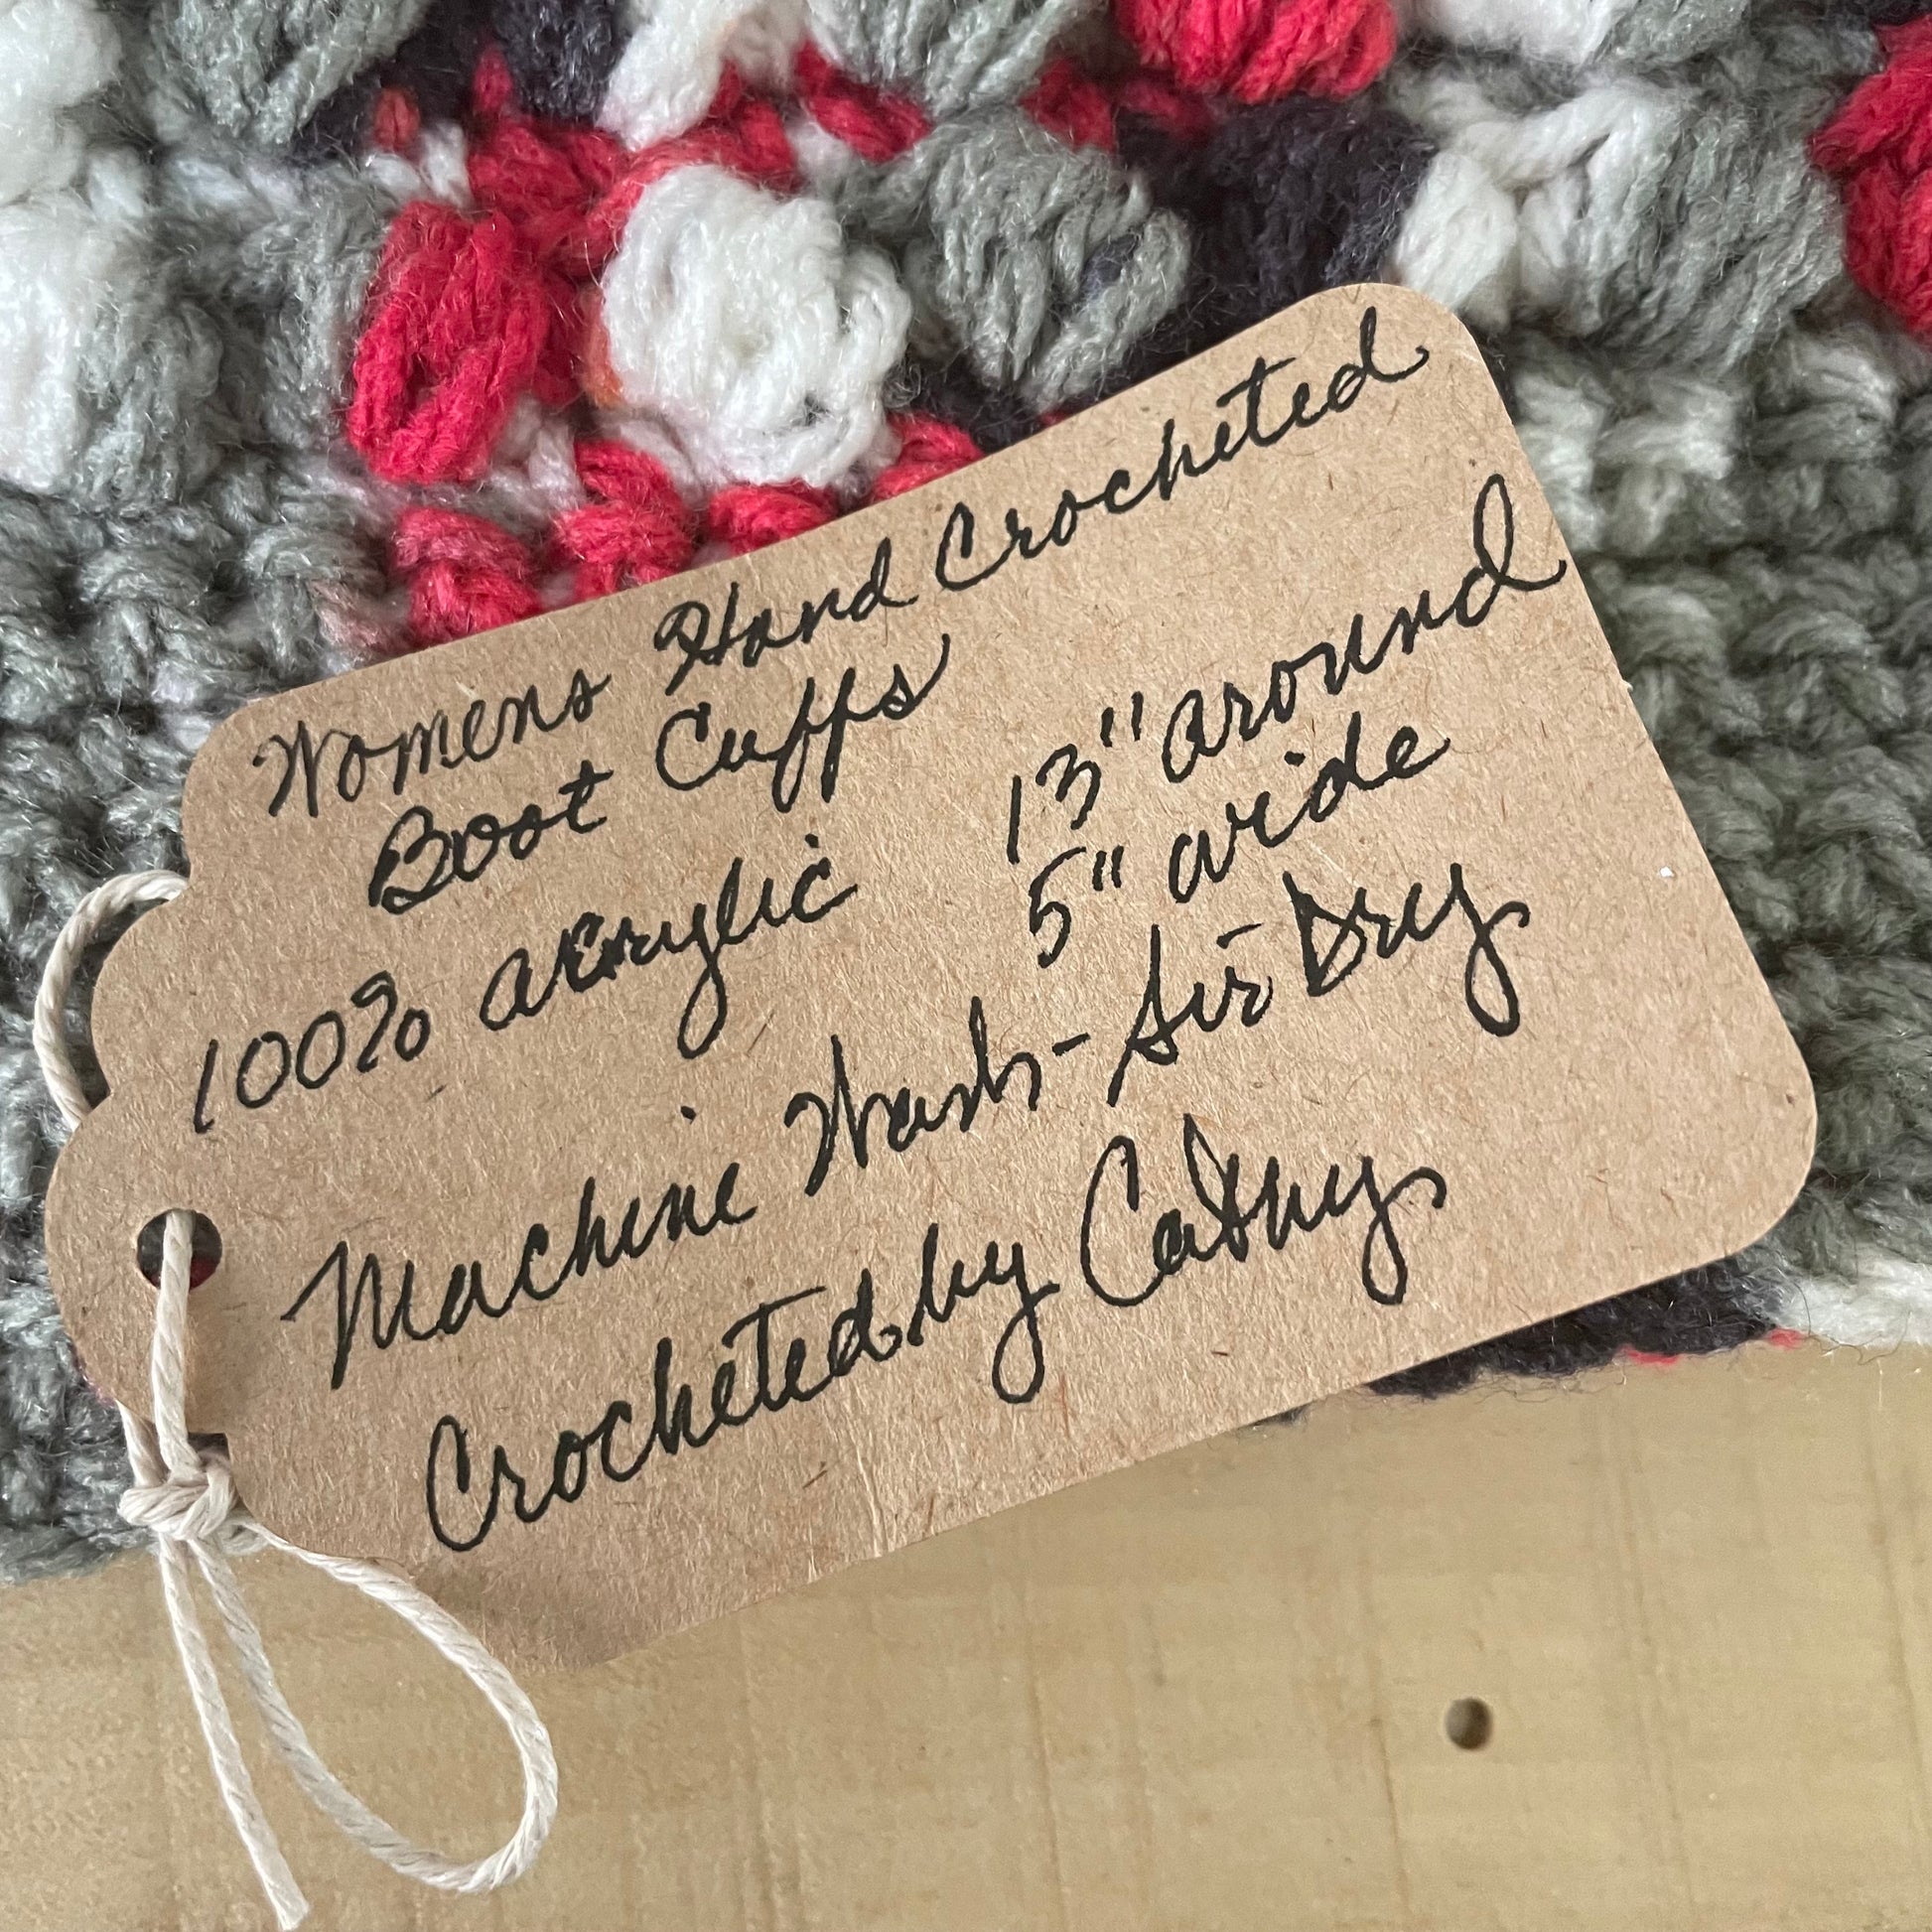 Womens Hand Crocheted
Boot Cuffs
100% acrylic 13" around
5" wide
Machine Wash - Air Dry
Crocheted by Cathy